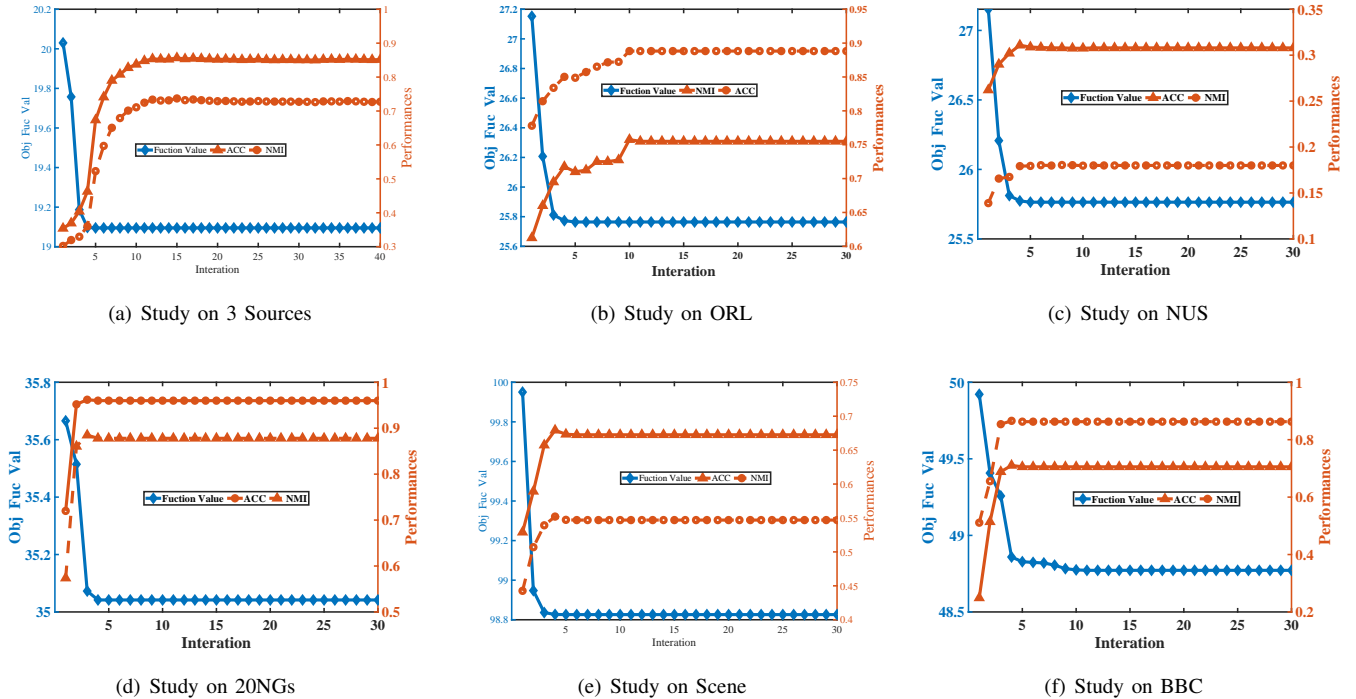 20.2
20
19.8
19.6
19.4
19.2
19
Obj Fuc Val
Fuction Value ACC NMI
1
0.9
0.8
0.7
0.6
0.5
0.4
0.3
Performances
5 10 15 20 25 30 35 40
Interation
(a) Study on 3 Sources
27.2
27
26.8
26.6
26.4
26.2
26
25.8
25.6
Obj Fuc Val
Fuction Value NMI ACC
0.95
0.9
0.85
0.8
0.75
0.7
0.65
0.6
Performances
5 10 15 20 25 30
Interation
(b) Study on ORL
27
26.5
26
25.5
Obj Fuc Val
Fuction Value ACC NMI
0.35
0.3
0.25
0.2
0.15
0.1
Performances
5 10 15 20 25 30
Interation
(c) Study on NUS
35.8
35.6
35.4
35.2
35
Obj Fuc Val
Fuction Value ACC NMI
1
0.9
0.8
0.7
0.6
0.5
Performances
5 10 15 20 25 30
Interation
(d) Study on 20NGs
100
99.8
99.6
99.4
99.2
99
98.8
Obj Fuc Val
Fuction Value ACC NMI
0.75
0.7
0.65
0.6
0.55
0.5
0.45
0.4
Performances
5 10 15 20 25 30
Interation
(e) Study on Scene
50
49.5
49
48.5
Obj Fuc Val
Fuction Value ACC NMI
1
0.8
0.6
0.4
0.2
Performances
5 10 15 20 25 30
Interation
(f) Study on BBC